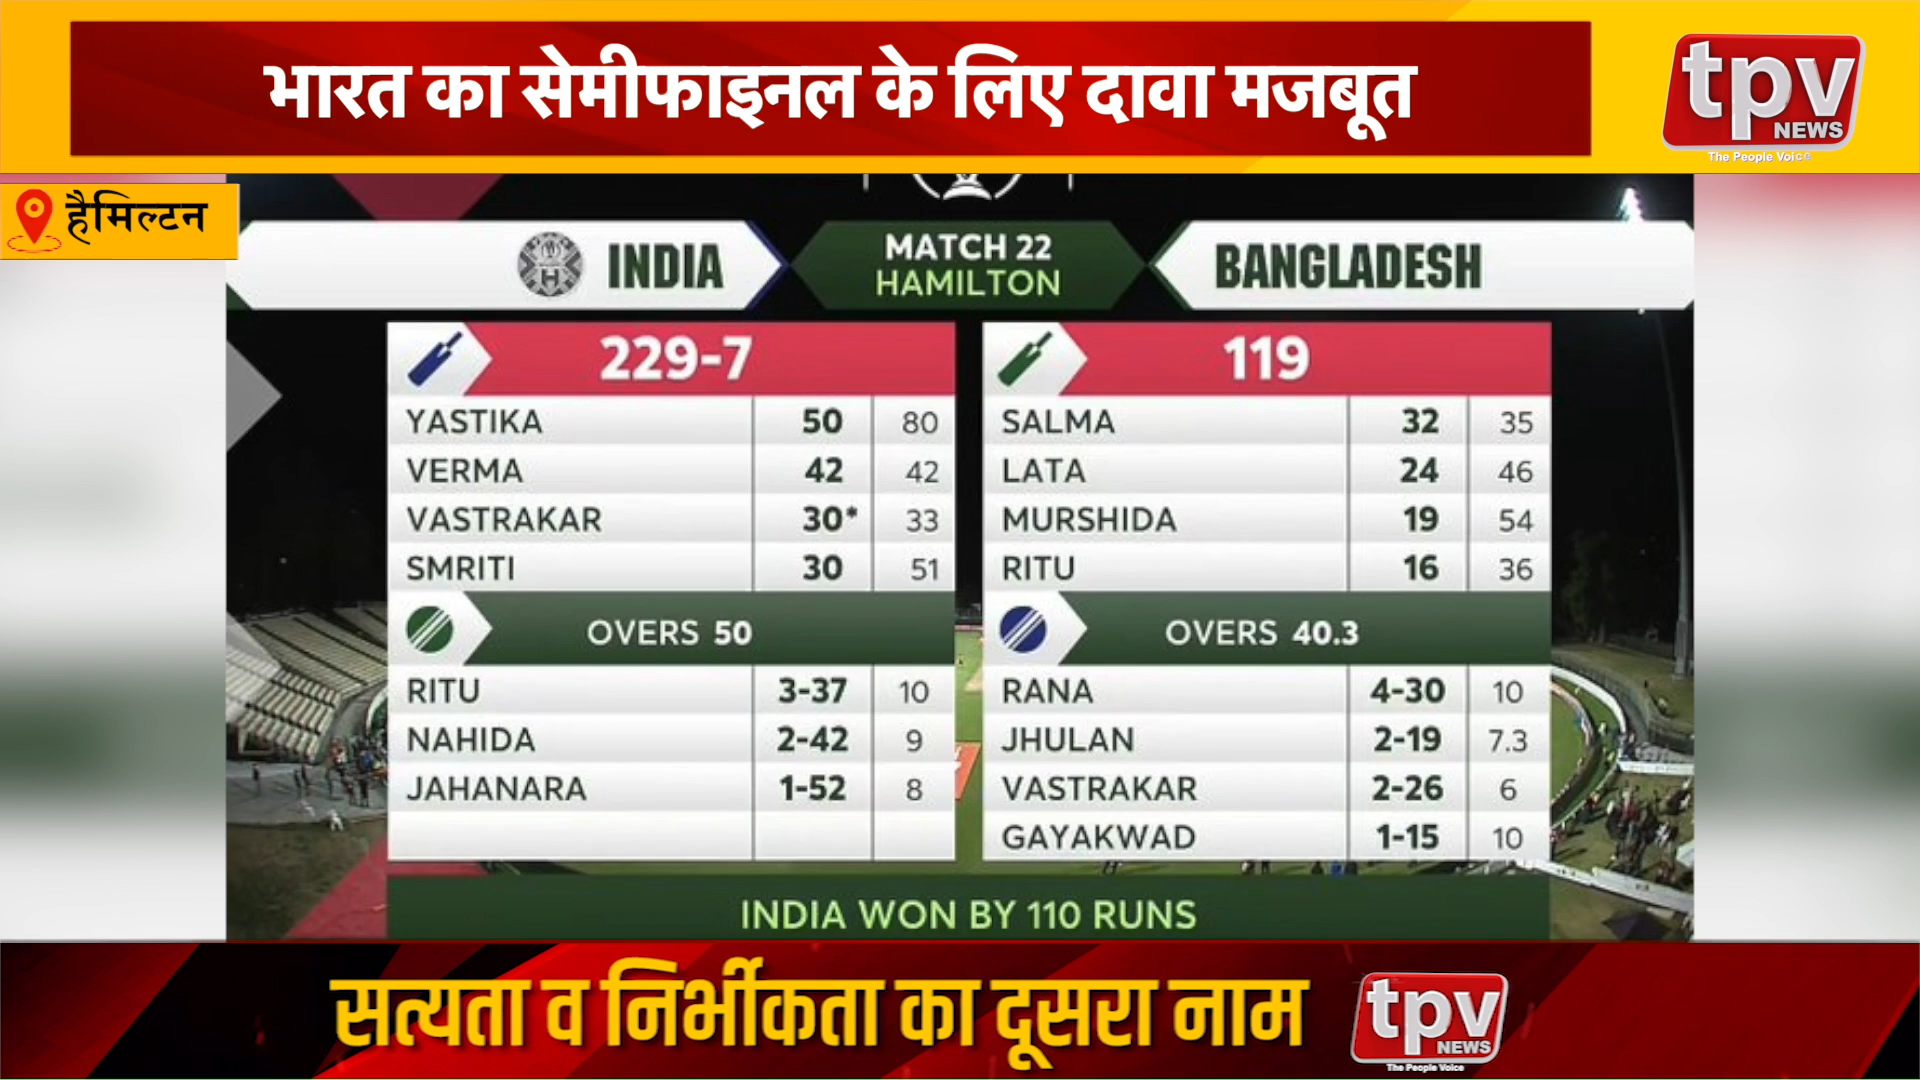 भारत का सेमीफाइनल के लिए दावा मजबूत
tpv
NEWS
The People Voice
हैमिल्टन
INDIA
MATCH 22
HAMILTON
BANGLADESH
229-7
YASTIKA 50 80
VERMA 42 42
VASTRAKAR 30* 33
SMRITI 30 51
OVERS 50
RITU 3-37 10
NAHIDA 2-42 9
JAHANARA 1-52 8
119
SALMA 32 35
LATA 24 46
MURSHIDA 19 54
RITU 16 36
OVERS 40.3
RANA 4-30 10
JHULAN 2-19 7.3
VASTRAKAR 2-26 6
GAYAKWAD 1-15 10
INDIA WON BY 110 RUNS
सत्यता व निर्भीकता का दूसरा नाम
tpv
NEWS
The People Voice